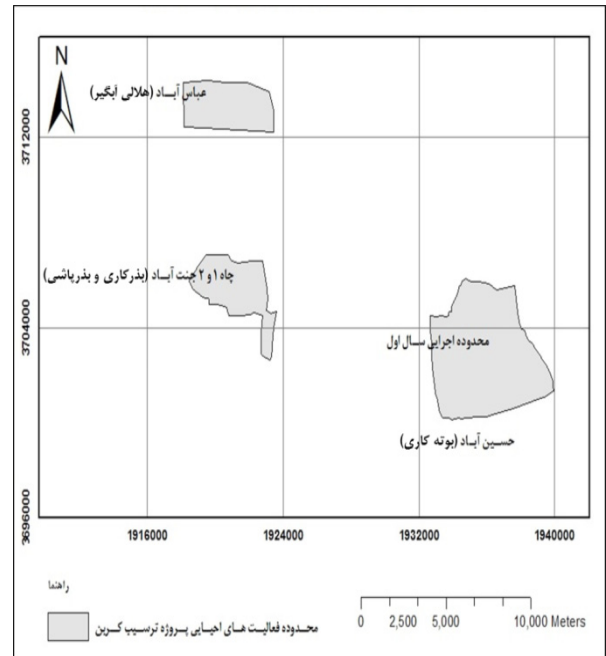 N
عباس آباد (هلالی آبگیر)
3712000
چاه ۱ و ۲ جنت آباد (بذرکاری و بذرپاشی)
3704000
محدوده اجرایی سال اول
حسین آباد (بوته کاری)
3696000
1916000 1924000 1932000 1940000
راهنما
محدوده فعالیت های احیایی پروژه ترسیب کربن
0 2,500 5,000 10,000 Meters